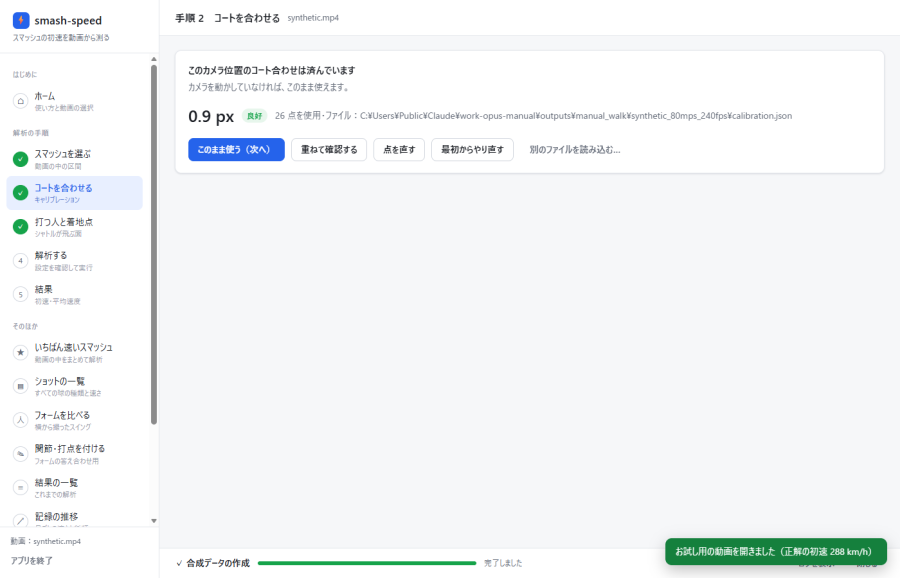 smash-speed
スマッシュの初速を動画から測る
手順 2 コートを合わせる synthetic.mp4
はじめに
ホーム
使い方と動画の選択
解析の手順
スマッシュを選ぶ
動画の中の区間
コートを合わせる
キャリブレーション
打つ人と着地点
シャトルが飛ぶ面
4 解析する
設定を確認して実行
5 結果
初速・平均速度
そのほか
いちばん速いスマッシュ
動画の中をまとめて解析
ショットの一覧
すべての球の種類と速さ
フォームを比べる
横から撮ったスイング
関節・打点を付ける
フォームの答え合わせ用
結果の一覧
これまでの解析
記録の推移
動画：synthetic.mp4
アプリを終了
このカメラ位置のコート合わせは済んでいます
カメラを動かしていなければ、このまま使えます。
0.9 px 良好 26 点を使用・ファイル：C:¥Users¥Public¥Claude¥work-opus-manual¥outputs¥manual_walk¥synthetic_80mps_240fps¥calibration.json
このまま使う（次へ） 重ねて確認する 点を直す 最初からやり直す 別のファイルを読み込む...
✓ 合成データの作成 完了しました
お試し用の動画を開きました（正解の初速 288 km/h）